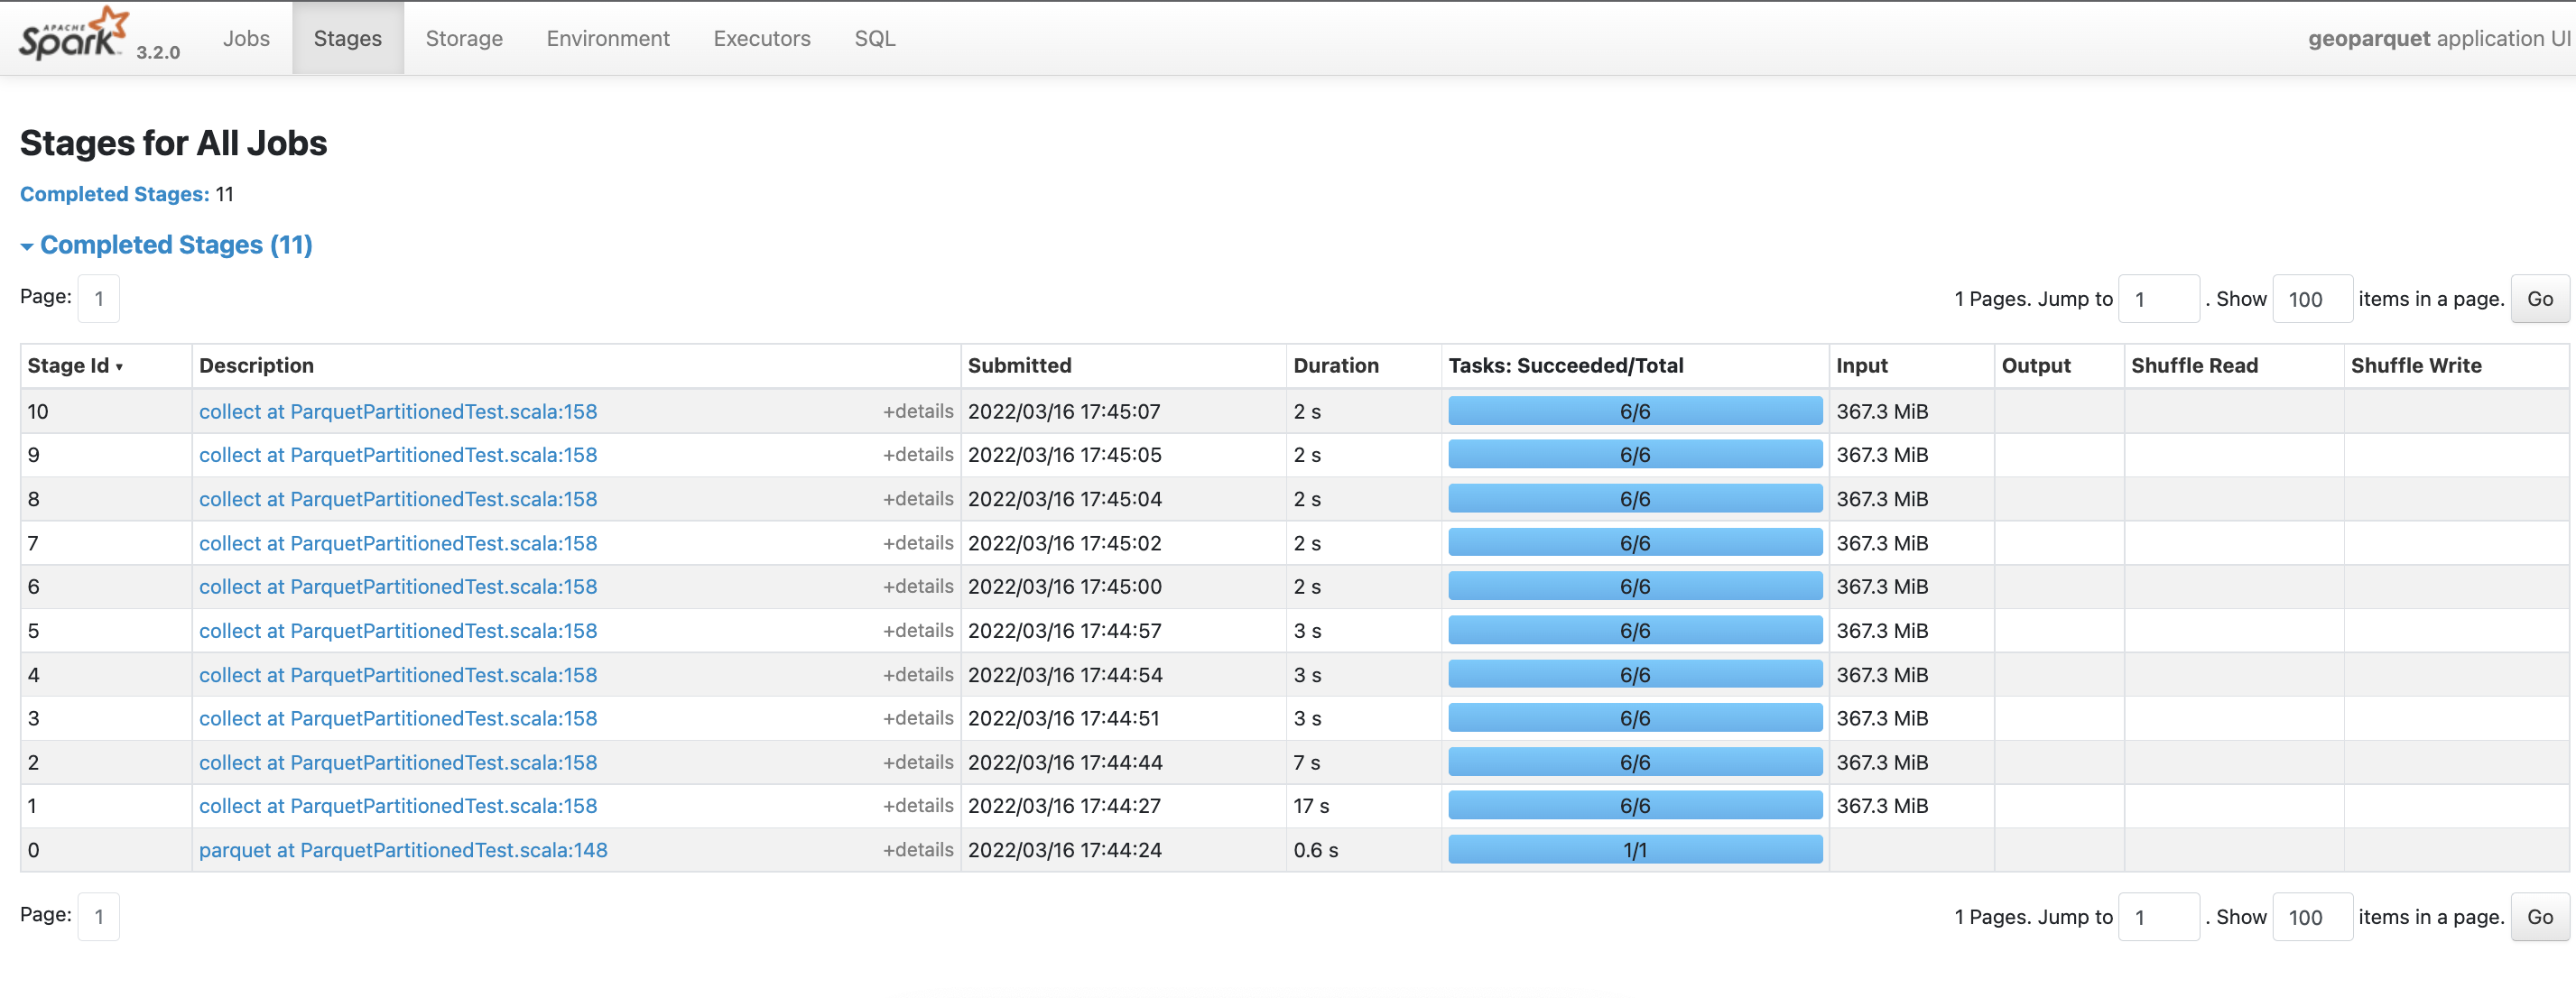 APACHE Spark 3.2.0 Jobs Stages Storage Environment Executors SQL geoparquet application UI
Stages for All Jobs
Completed Stages: 11
Completed Stages (11)
Page: 1 1 Pages. Jump to 1 . Show 100 items in a page. Go
Stage Id ▾ Description Submitted Duration Tasks: Succeeded/Total Input Output Shuffle Read Shuffle Write
10 collect at ParquetPartitionedTest.scala:158 +details 2022/03/16 17:45:07 2 s 6/6 367.3 MiB
9 collect at ParquetPartitionedTest.scala:158 +details 2022/03/16 17:45:05 2 s 6/6 367.3 MiB
8 collect at ParquetPartitionedTest.scala:158 +details 2022/03/16 17:45:04 2 s 6/6 367.3 MiB
7 collect at ParquetPartitionedTest.scala:158 +details 2022/03/16 17:45:02 2 s 6/6 367.3 MiB
6 collect at ParquetPartitionedTest.scala:158 +details 2022/03/16 17:45:00 2 s 6/6 367.3 MiB
5 collect at ParquetPartitionedTest.scala:158 +details 2022/03/16 17:44:57 3 s 6/6 367.3 MiB
4 collect at ParquetPartitionedTest.scala:158 +details 2022/03/16 17:44:54 3 s 6/6 367.3 MiB
3 collect at ParquetPartitionedTest.scala:158 +details 2022/03/16 17:44:51 3 s 6/6 367.3 MiB
2 collect at ParquetPartitionedTest.scala:158 +details 2022/03/16 17:44:44 7 s 6/6 367.3 MiB
1 collect at ParquetPartitionedTest.scala:158 +details 2022/03/16 17:44:27 17 s 6/6 367.3 MiB
0 parquet at ParquetPartitionedTest.scala:148 +details 2022/03/16 17:44:24 0.6 s 1/1
Page: 1 1 Pages. Jump to 1 . Show 100 items in a page. Go